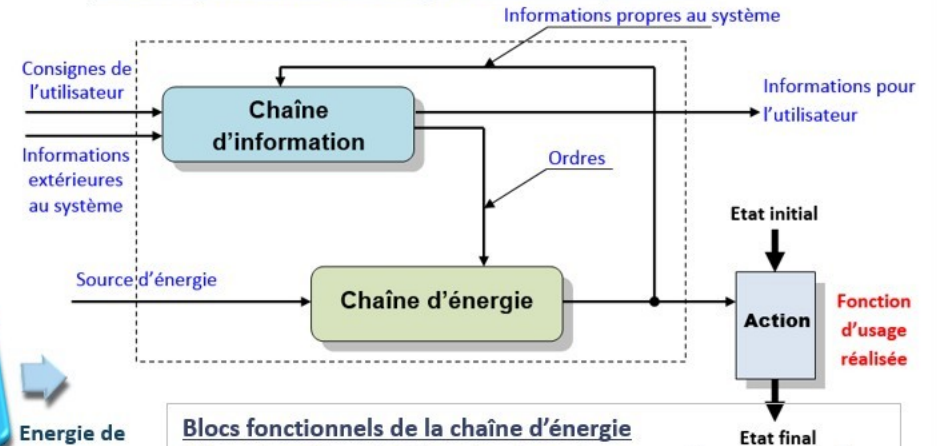 Informations propres au système
Consignes de
l'utilisateur
Chaîne
d'information
Informations pour
l'utilisateur
Informations
extérieures
au système
Ordres
Etat initial
Source d'énergie
Chaîne d'énergie
Action
Fonction
d'usage
réalisée
Energie de
Blocs fonctionnels de la chaîne d'énergie
Etat final